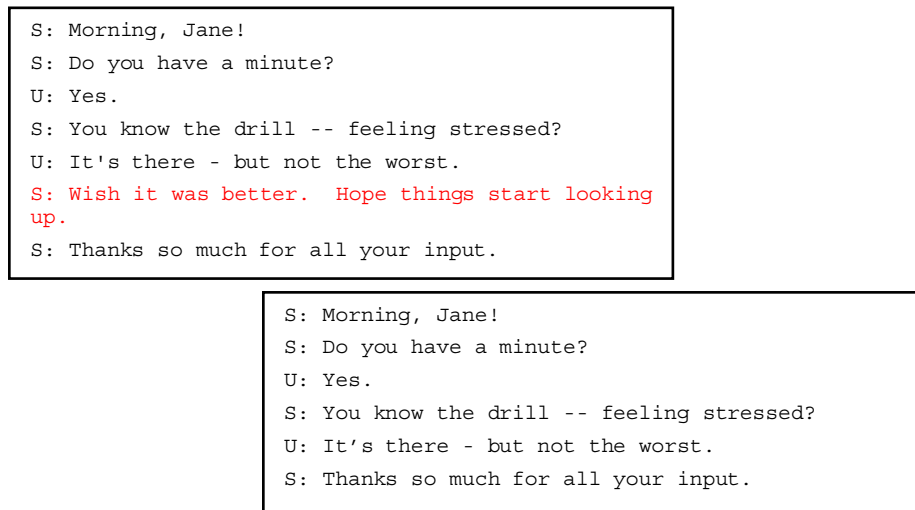 S: Morning, Jane!
S: Do you have a minute?
U: Yes.
S: You know the drill -- feeling stressed?
U: It's there - but not the worst.
S: Wish it was better.  Hope things start looking
up.
S: Thanks so much for all your input.
S: Morning, Jane!
S: Do you have a minute?
U: Yes.
S: You know the drill -- feeling stressed?
U: It’s there - but not the worst.
S: Thanks so much for all your input.